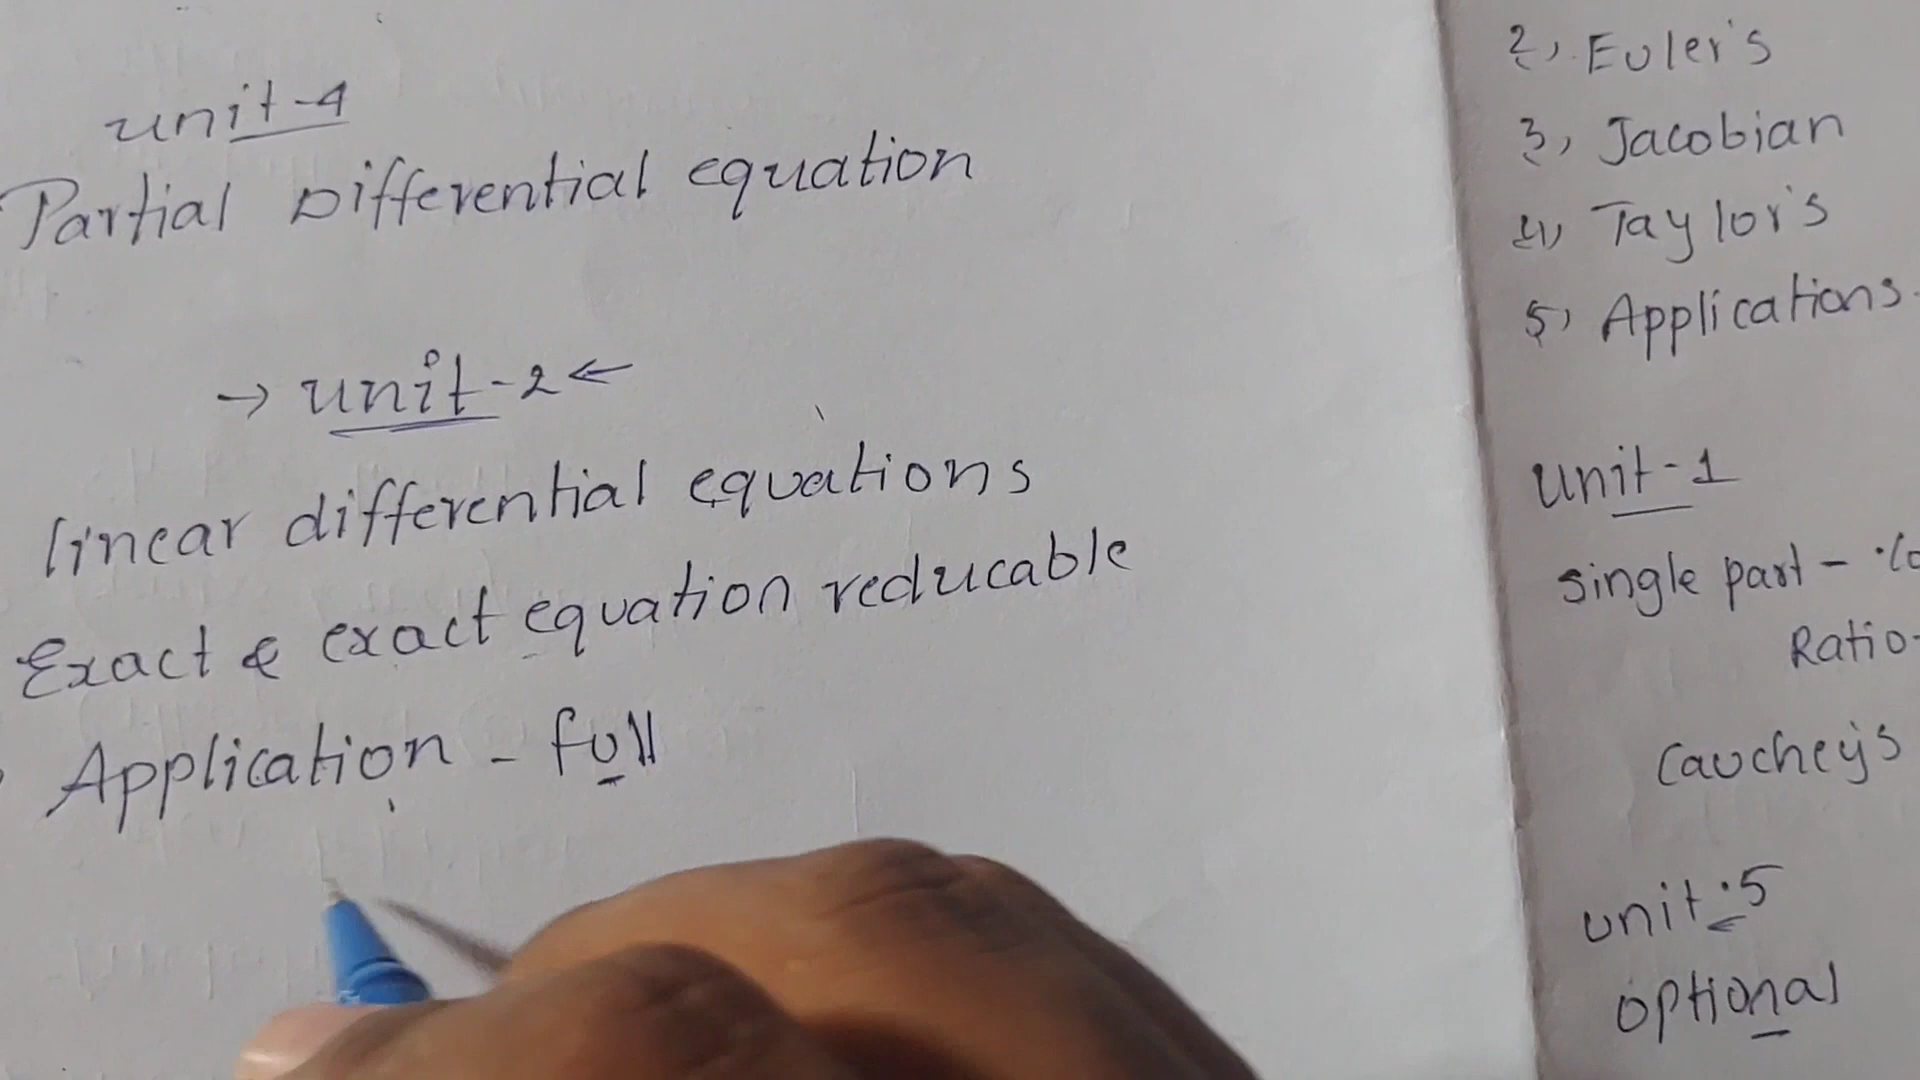 unit-4
Partial Differential equation
→ unit-2 ←
linear differential equations
Exact & exact equation reducable
Application - full
2, Euler's
3, Jacobian
4, Taylor's
5, Applications.
unit-1
single part -
Ratio-
Cauchey's
unit:5
optional